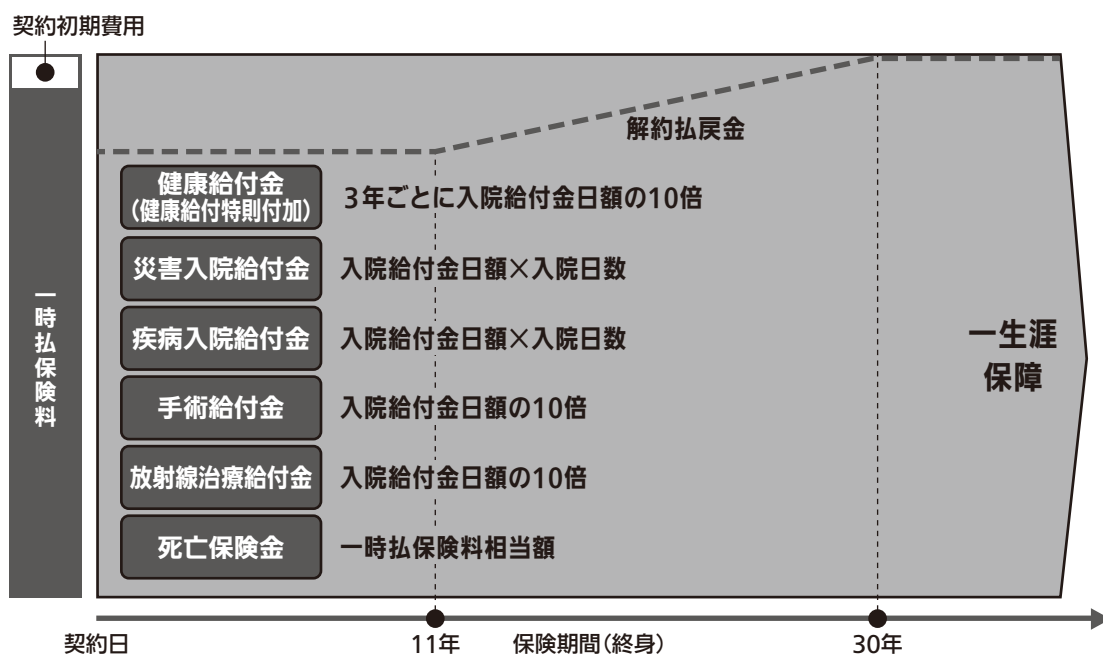 契約初期費用
解約払戻金
健康給付金
（健康給付特則付加）
3年ごとに入院給付金日額の10倍
災害入院給付金
入院給付金日額×入院日数
疾病入院給付金
入院給付金日額×入院日数
手術給付金
入院給付金日額の10倍
放射線治療給付金
入院給付金日額の10倍
死亡保険金
一時払保険料相当額
一時払保険料
一生涯
保障
契約日
11年
保険期間（終身）
30年